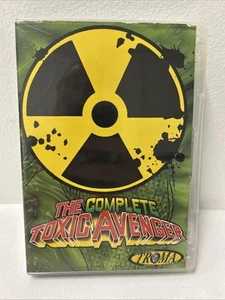 THE COMPLETE
TOXIC AVENGER
TROMA